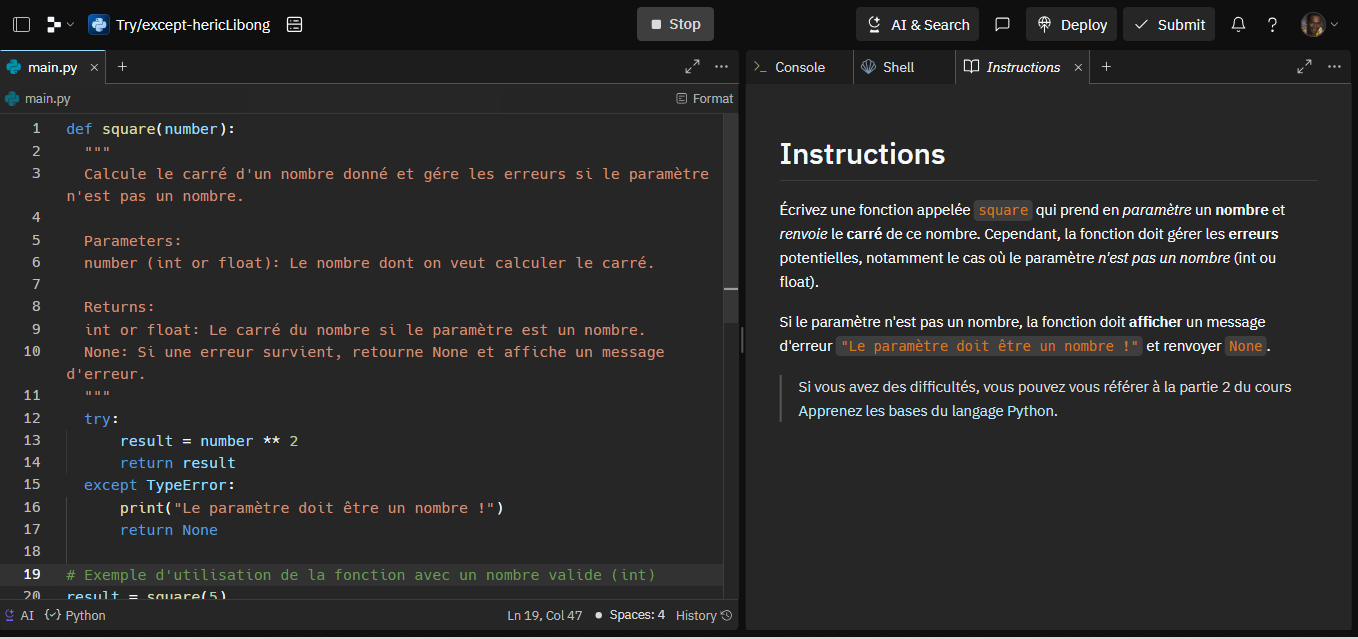 Try/except-hericLibong
Stop
AI & Search
Deploy
Submit
main.py
Console
Shell
Instructions
main.py
Format
1 def square(number):
2 """
3 Calcule le carré d'un nombre donné et gére les erreurs si le paramètre
n'est pas un nombre.
4
5 Parameters:
6 number (int or float): Le nombre dont on veut calculer le carré.
7
8 Returns:
9 int or float: Le carré du nombre si le paramètre est un nombre.
10 None: Si une erreur survient, retourne None et affiche un message
d'erreur.
11 """
12 try:
13 result = number ** 2
14 return result
15 except TypeError:
16 print("Le paramètre doit être un nombre !")
17 return None
18
19 # Exemple d'utilisation de la fonction avec un nombre valide (int)
20 result = square(5)
AI
Python
Ln 19, Col 47
Spaces: 4
History
Instructions
Écrivez une fonction appelée square qui prend en paramètre un nombre et
renvoie le carré de ce nombre. Cependant, la fonction doit gérer les erreurs
potentielles, notamment le cas où le paramètre n'est pas un nombre (int ou
float).
Si le paramètre n'est pas un nombre, la fonction doit afficher un message
d'erreur "Le paramètre doit être un nombre !" et renvoyer None.
Si vous avez des difficultés, vous pouvez vous référer à la partie 2 du cours
Apprenez les bases du langage Python.